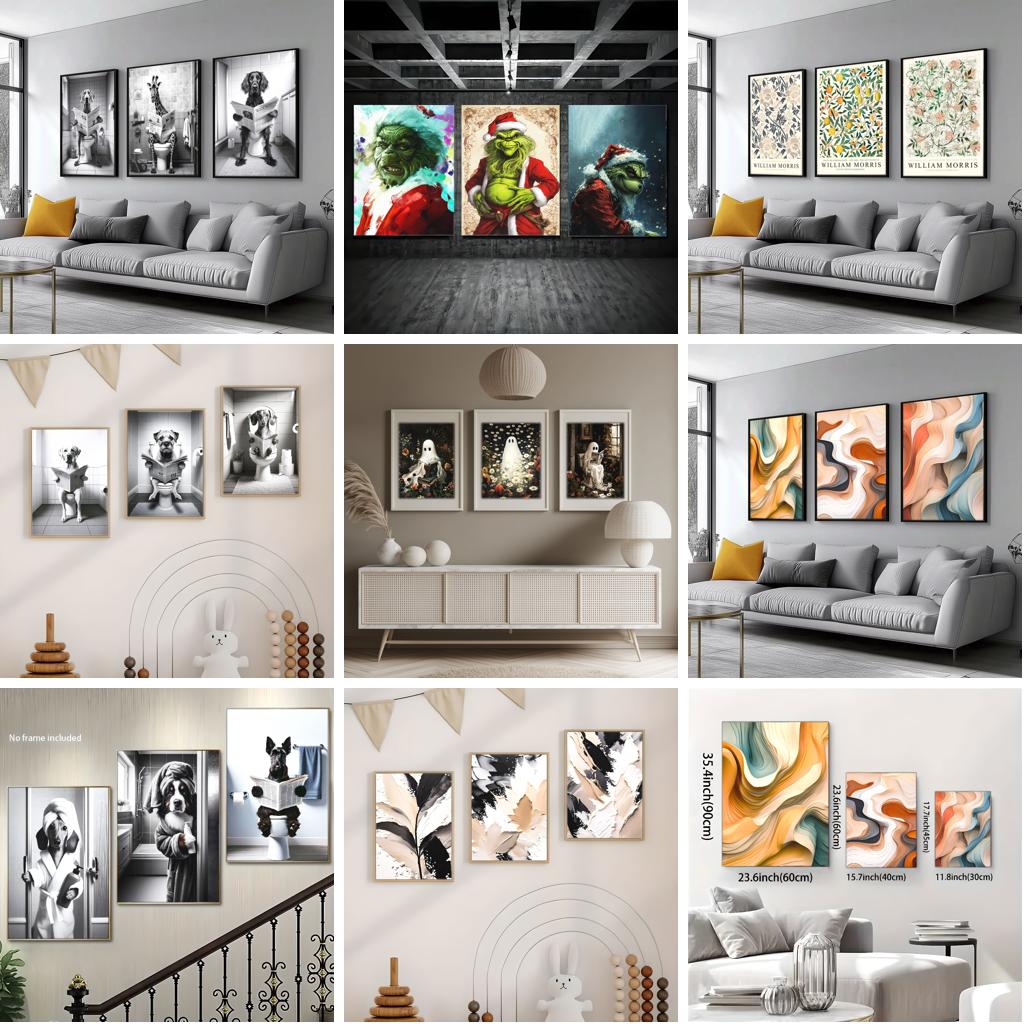 WILLIAM MORRIS
WILLIAM MORRIS
WILLIAM MORRIS
No frame included
35.4inch(90cm)
23.6inch(60cm)
23.6inch(60cm)
15.7inch(40cm)
17.7inch(45cm)
11.8inch(30cm)